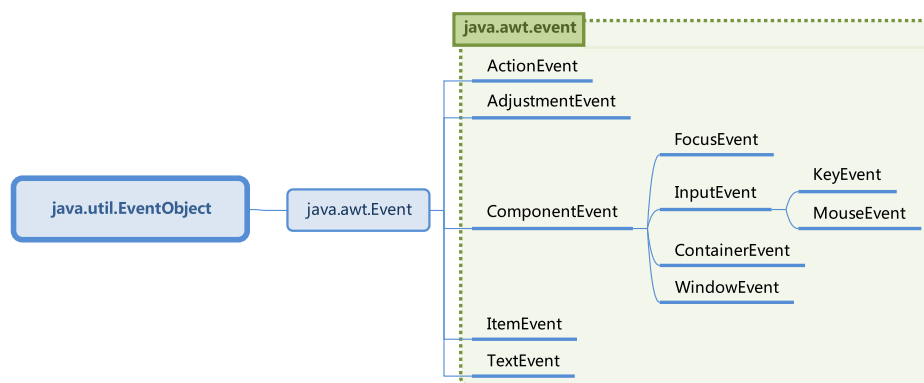 java.awt.event
ActionEvent
AdjustmentEvent
FocusEvent
KeyEvent
InputEvent
java.util.EventObject
java.awt.Event
ComponentEvent
MouseEvent
ContainerEvent
WindowEvent
ItemEvent
TextEvent